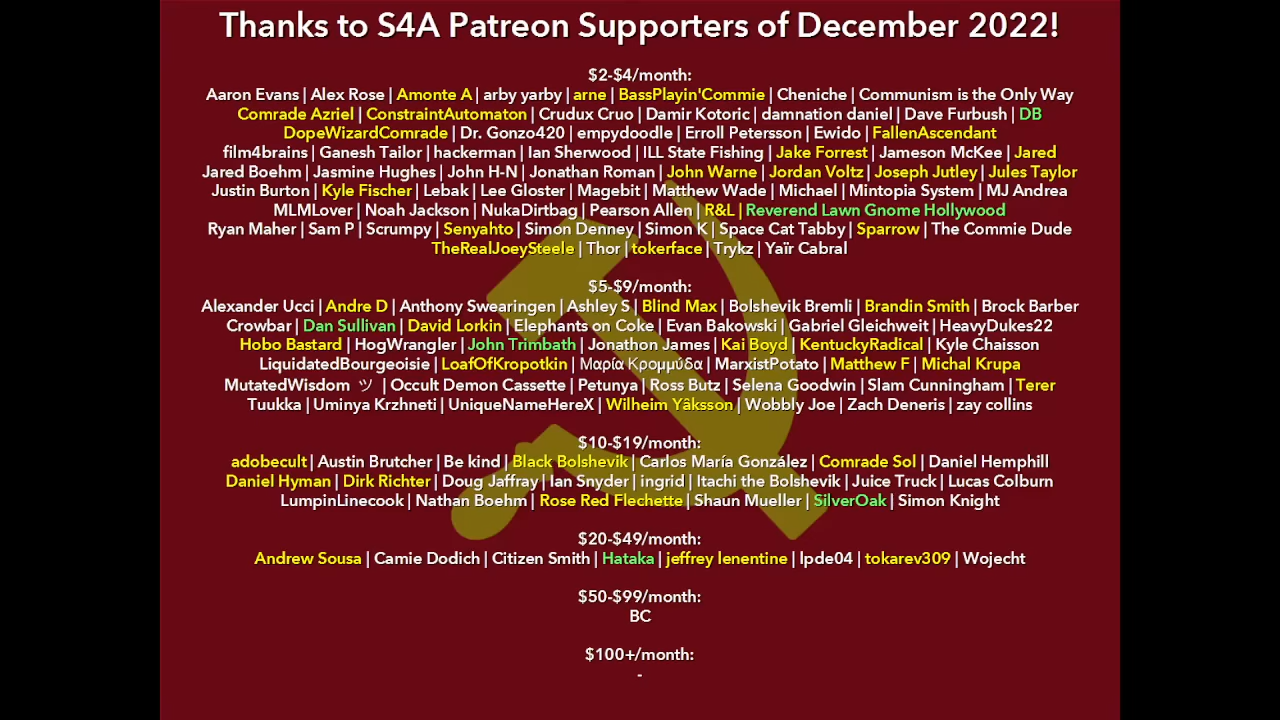 Thanks to S4A Patreon Supporters of December 2022!
$2-$4/month:
Aaron Evans | Alex Rose | Amonte A | arby yarby | arne | BassPlayin'Commie | Cheniche | Communism is the Only Way
Comrade Azriel | ConstraintAutomaton | Crudux Cruo | Damir Kotoric | damnation daniel | Dave Furbush | DB
DopeWizardComrade | Dr. Gonzo420 | empydoodle | Erroll Petersson | Ewido | FallenAscendant
film4brains | Ganesh Tailor | hackerman | Ian Sherwood | ILL State Fishing | Jake Forrest | Jameson McKee | Jared
Jared Boehm | Jasmine Hughes | John H-N | Jonathan Roman | John Warne | Jordan Voltz | Joseph Jutley | Jules Taylor
Justin Burton | Kyle Fischer | Lebak | Lee Gloster | Magebit | Matthew Wade | Michael | Mintopia System | MJ Andrea
MLMLover | Noah Jackson | NukaDirtbag | Pearson Allen | R&L | Reverend Lawn Gnome Hollywood
Ryan Maher | Sam P | Scrumpy | Senyahto | Simon Denney | Simon K | Space Cat Tabby | Sparrow | The Commie Dude
TheRealJoeySteele | Thor | tokerface | Trykz | Yaïr Cabral
$5-$9/month:
Alexander Ucci | Andre D | Anthony Swearingen | Ashley S | Blind Max | Bolshevik Bremli | Brandin Smith | Brock Barber
Crowbar | Dan Sullivan | David Lorkin | Elephants on Coke | Evan Bakowski | Gabriel Gleichweit | HeavyDukes22
Hobo Bastard | HogWrangler | John Trimbath | Jonathon James | Kai Boyd | KentuckyRadical | Kyle Chaisson
LiquidatedBourgeoisie | LoafOfKropotkin | Μαρία Κρομμύδα | MarxistPotato | Matthew F | Michal Krupa
MutatedWisdom ツ | Occult Demon Cassette | Petunya | Ross Butz | Selena Goodwin | Slam Cunningham | Terer
Tuukka | Uminya Krzhneti | UniqueNameHereX | Wilheim Yâksson | Wobbly Joe | Zach Deneris | zay collins
$10-$19/month:
adobecult | Austin Brutcher | Be kind | Black Bolshevik | Carlos María González | Comrade Sol | Daniel Hemphill
Daniel Hyman | Dirk Richter | Doug Jaffray | Ian Snyder | ingrid | Itachi the Bolshevik | Juice Truck | Lucas Colburn
LumpinLinecook | Nathan Boehm | Rose Red Flechette | Shaun Mueller | SilverOak | Simon Knight
$20-$49/month:
Andrew Sousa | Camie Dodich | Citizen Smith | Hataka | jeffrey lenentine | lpde04 | tokarev309 | Wojecht
$50-$99/month:
BC
$100+/month:
-